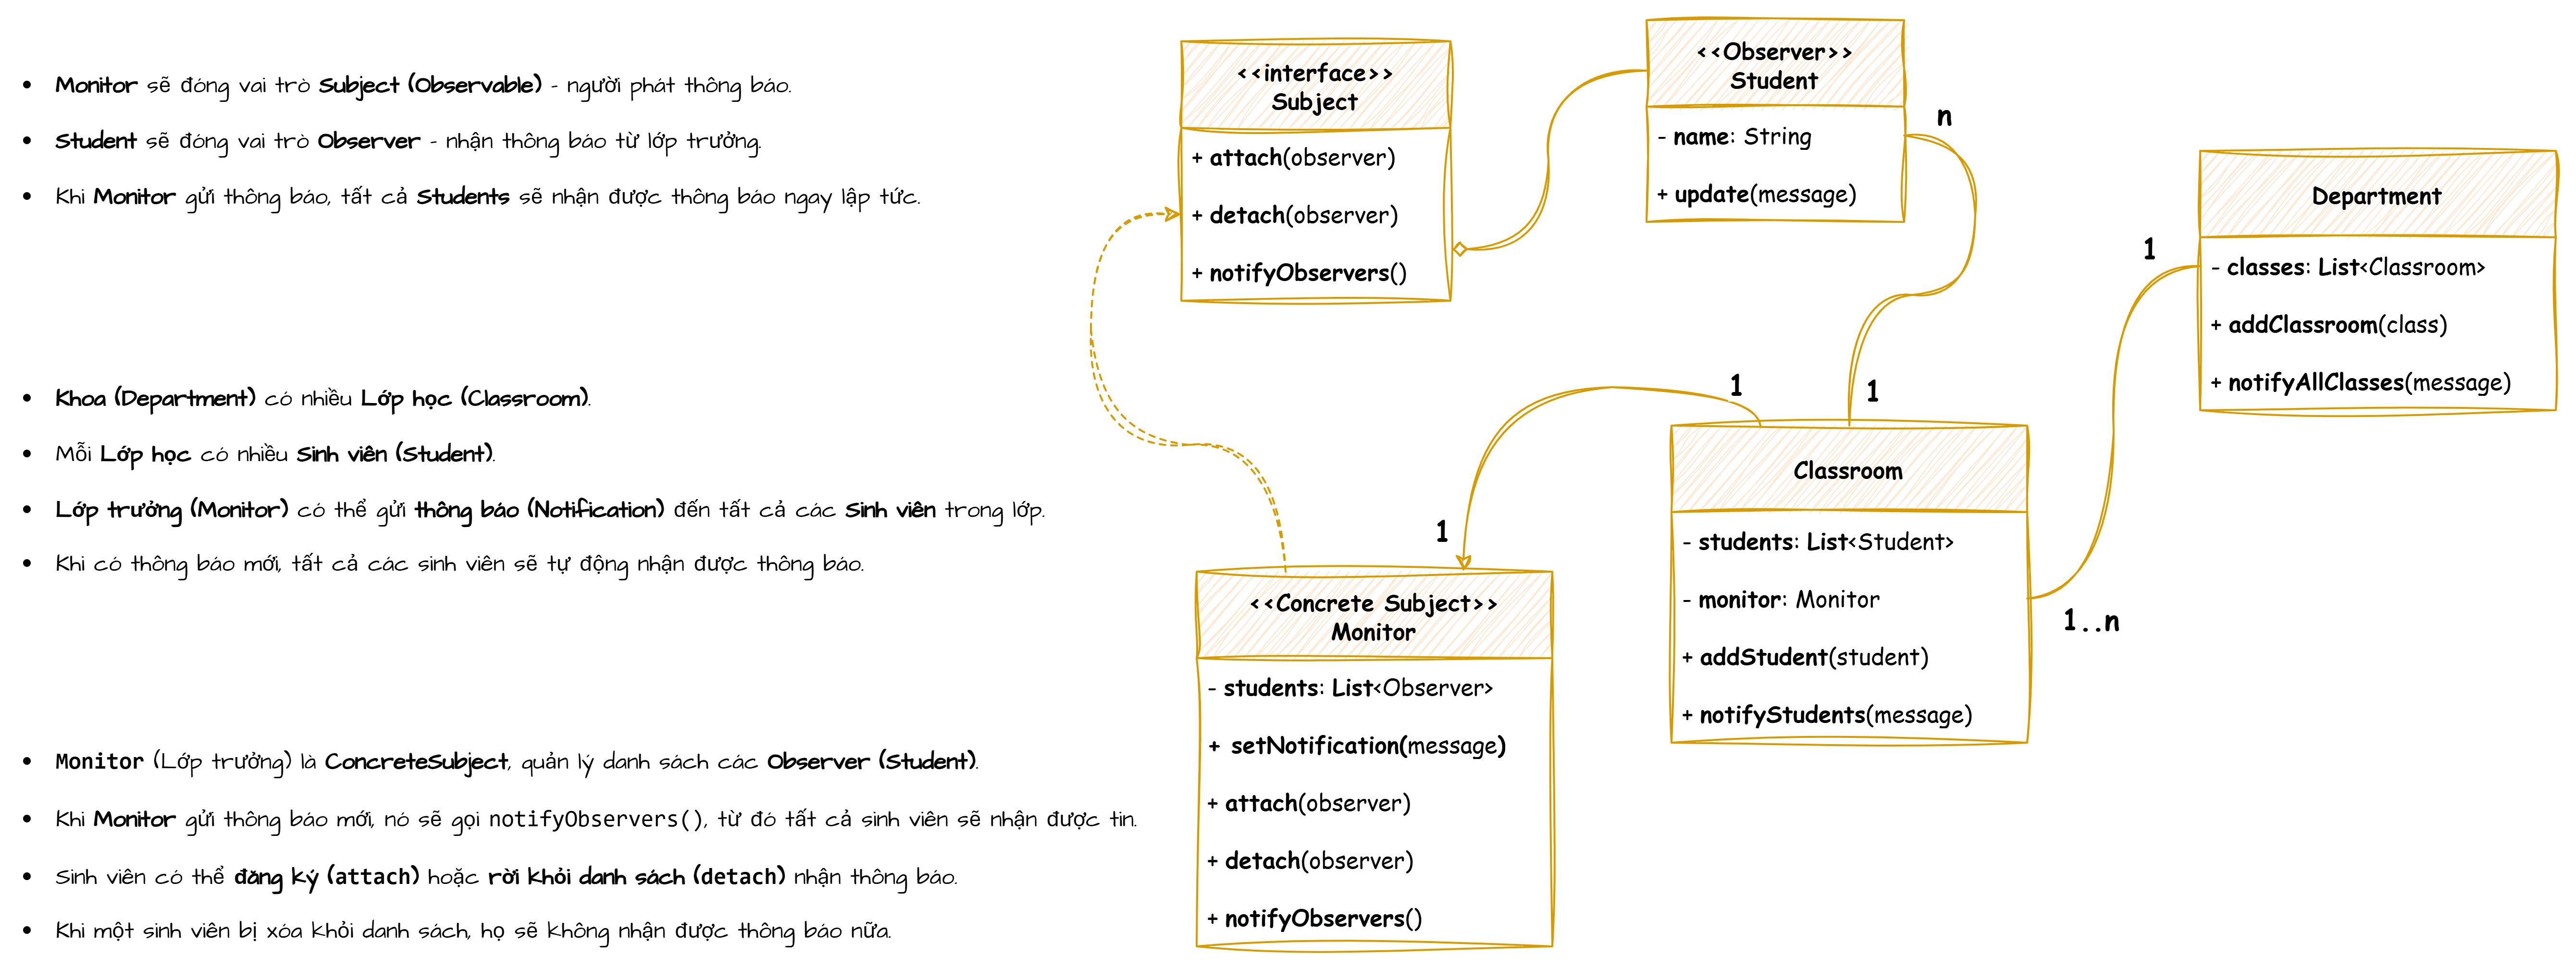 • Monitor sẽ đóng vai trò Subject (Observable) - người phát thông báo.
• Student sẽ đóng vai trò Observer - nhận thông báo từ lớp trưởng.
• Khi Monitor gửi thông báo, tất cả Students sẽ nhận được thông báo ngay lập tức.
• Khoa (Department) có nhiều Lớp học (Classroom).
• Mỗi Lớp học có nhiều Sinh viên (Student).
• Lớp trưởng (Monitor) có thể gửi thông báo (Notification) đến tất cả các Sinh viên trong lớp.
• Khi có thông báo mới, tất cả các sinh viên sẽ tự động nhận được thông báo.
• Monitor (Lớp trưởng) là ConcreteSubject, quản lý danh sách các Observer (Student).
• Khi Monitor gửi thông báo mới, nó sẽ gọi notifyObservers(), từ đó tất cả sinh viên sẽ nhận được tin.
• Sinh viên có thể đăng ký (attach) hoặc rời khỏi danh sách (detach) nhận thông báo.
• Khi một sinh viên bị xóa khỏi danh sách, họ sẽ không nhận được thông báo nữa.
<<interface>>
Subject
+ attach(observer)
+ detach(observer)
+ notifyObservers()
<<Observer>>
Student
- name: String
+ update(message)
n
Department
- classes: List<Classroom>
+ addClassroom(class)
+ notifyAllClasses(message)
1
1
1
1
1..n
Classroom
- students: List<Student>
- monitor: Monitor
+ addStudent(student)
+ notifyStudents(message)
<<Concrete Subject>>
Monitor
- students: List<Observer>
+ setNotification(message)
+ attach(observer)
+ detach(observer)
+ notifyObservers()